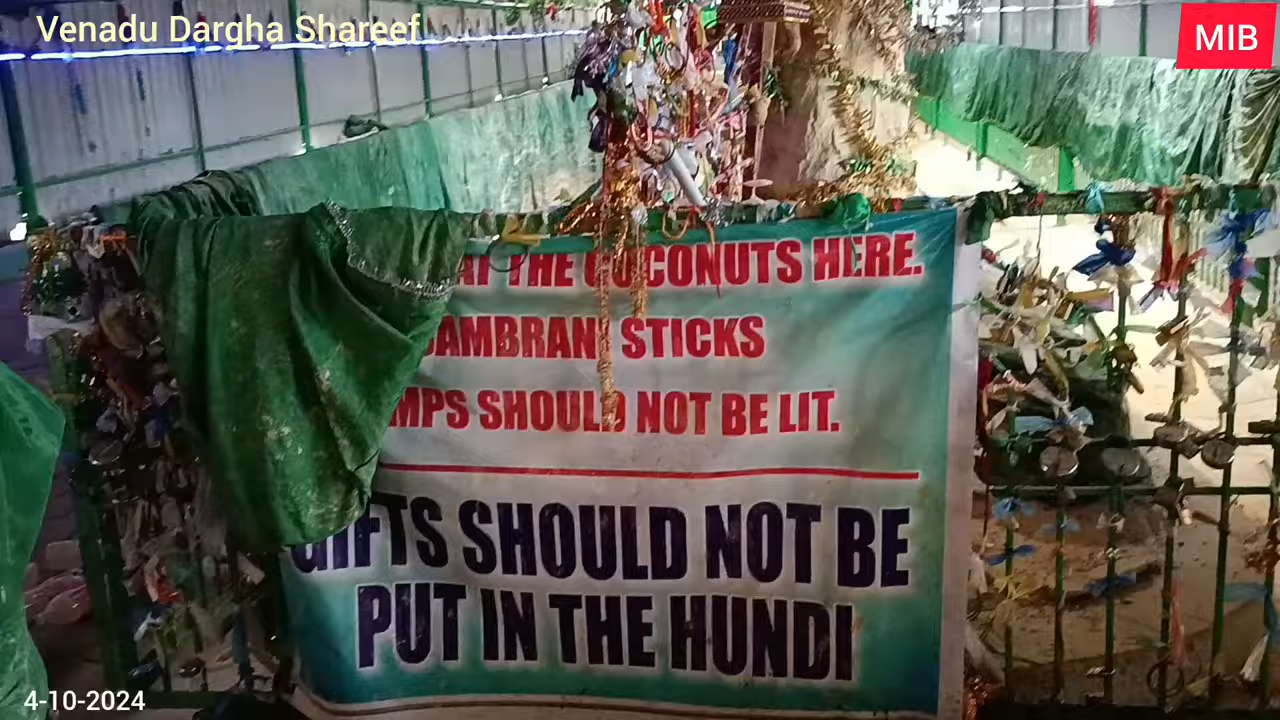 Venadu Dargha Shareef
MIB
THE COCONUTS HERE.
SAMBRANI STICKS
SHOULD NOT BE LIT.
GIFTS SHOULD NOT BE
PUT IN THE HUNDI
4-10-2024